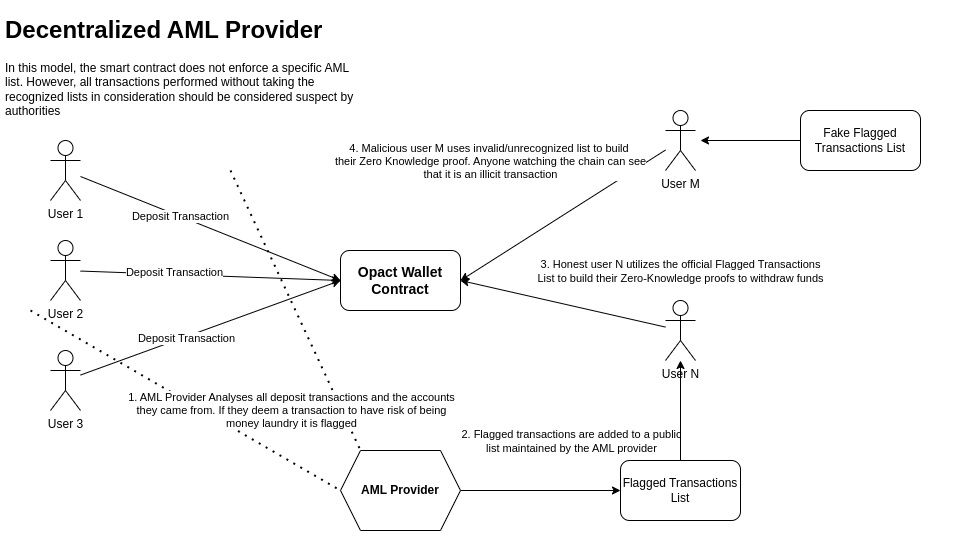 Decentralized AML Provider
In this model, the smart contract does not enforce a specific AML
list. However, all transactions performed without taking the
recognized lists in consideration should be considered suspect by
authorities
Fake Flagged
Transactions List
4. Malicious user M uses invalid/unrecognized list to build
their Zero Knowledge proof. Anyone watching the chain can see
that it is an illicit transaction
User M
User 1
Deposit Transaction
Opact Wallet
Contract
3. Honest user N utilizes the official Flagged Transactions
List to build their Zero-Knowledge proofs to withdraw funds
Deposit Transaction
User 2
Deposit Transaction
User N
User 3
1. AML Provider Analyses all deposit transactions and the accounts
they came from. If they deem a transaction to have risk of being
money laundry it is flagged
2. Flagged transactions are added to a public
list maintained by the AML provider
AML Provider
Flagged Transactions
List